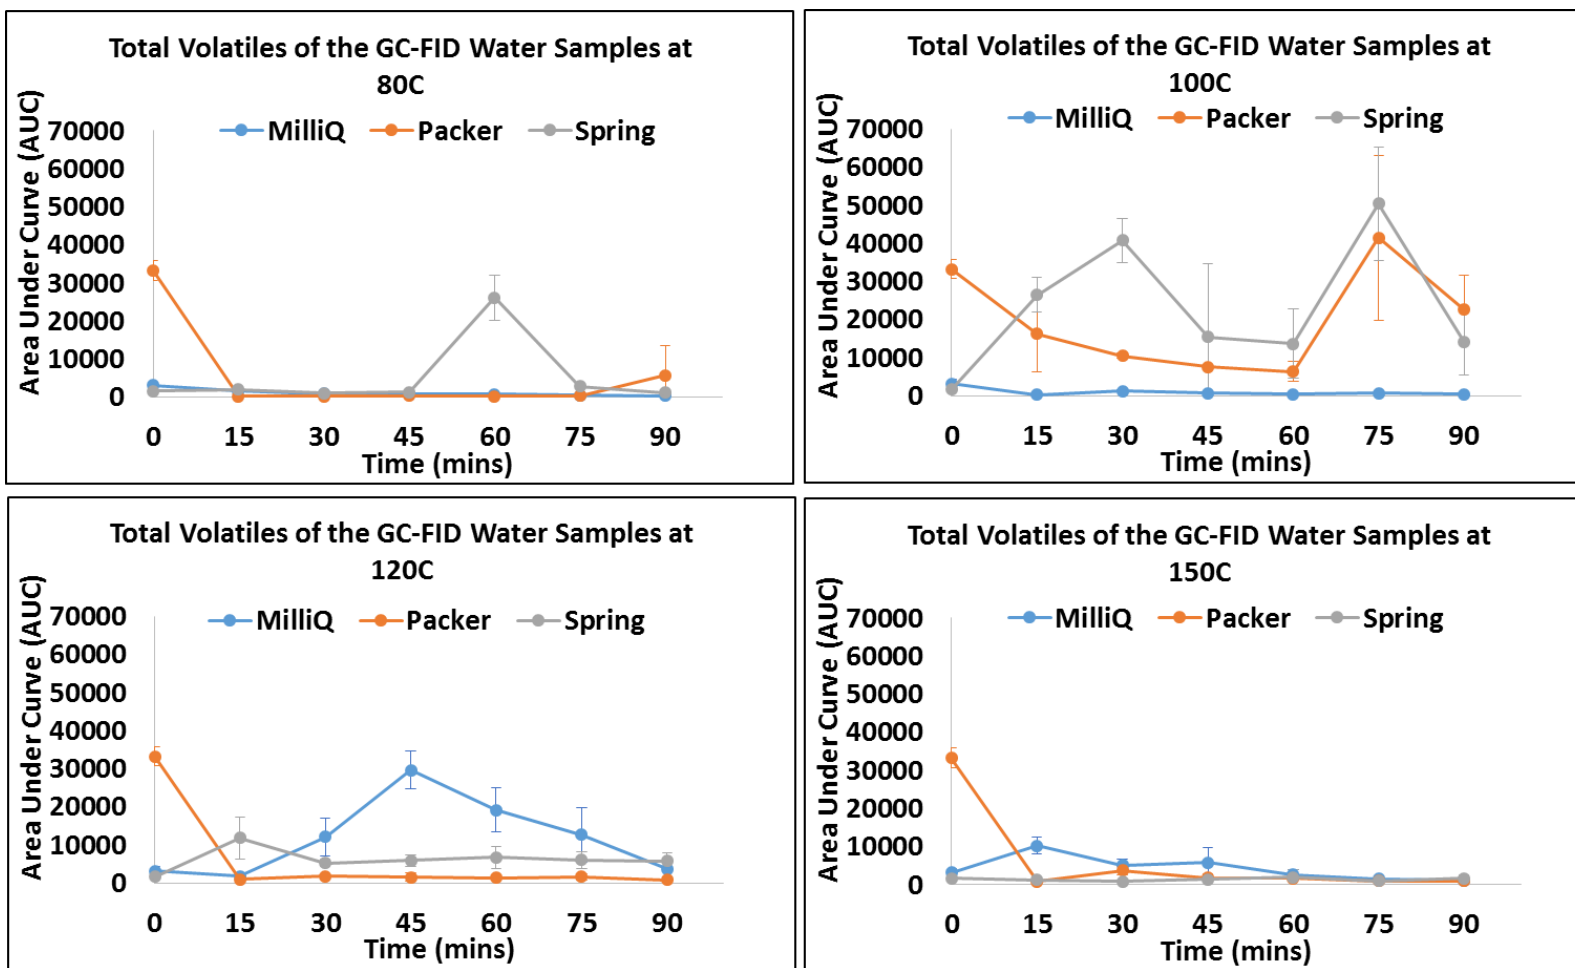 Total Volatiles of the GC-FID Water Samples at
80C
Area Under Curve (AUC)
MilliQ Packer Spring
70000
60000
50000
40000
30000
20000
10000
0
0 15 30 45 60 75 90
Time (mins)
Total Volatiles of the GC-FID Water Samples at
100C
Area Under Curve (AUC)
MilliQ Packer Spring
70000
60000
50000
40000
30000
20000
10000
0
0 15 30 45 60 75 90
Time (mins)
Total Volatiles of the GC-FID Water Samples at
120C
Area Under Curve (AUC)
MilliQ Packer Spring
70000
60000
50000
40000
30000
20000
10000
0
0 15 30 45 60 75 90
Time (mins)
Total Volatiles of the GC-FID Water Samples at
150C
Area Under Curve (AUC)
MilliQ Packer Spring
70000
60000
50000
40000
30000
20000
10000
0
0 15 30 45 60 75 90
Time (mins)